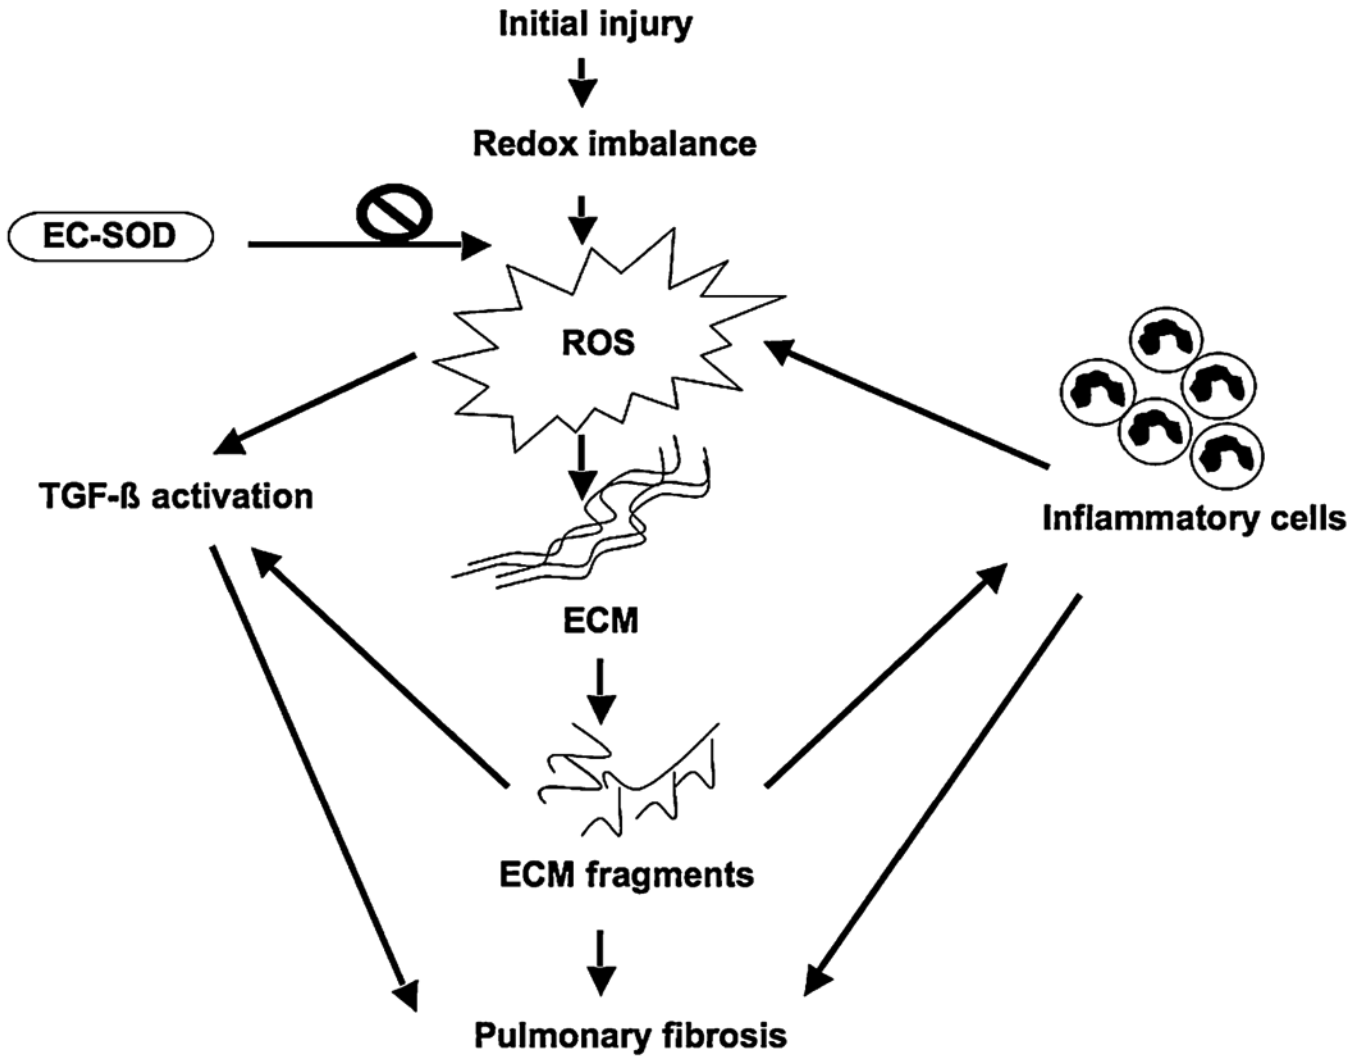 Initial injury
Redox imbalance
EC-SOD
ROS
TGF-ß activation
Inflammatory cells
ECM
ECM fragments
Pulmonary fibrosis